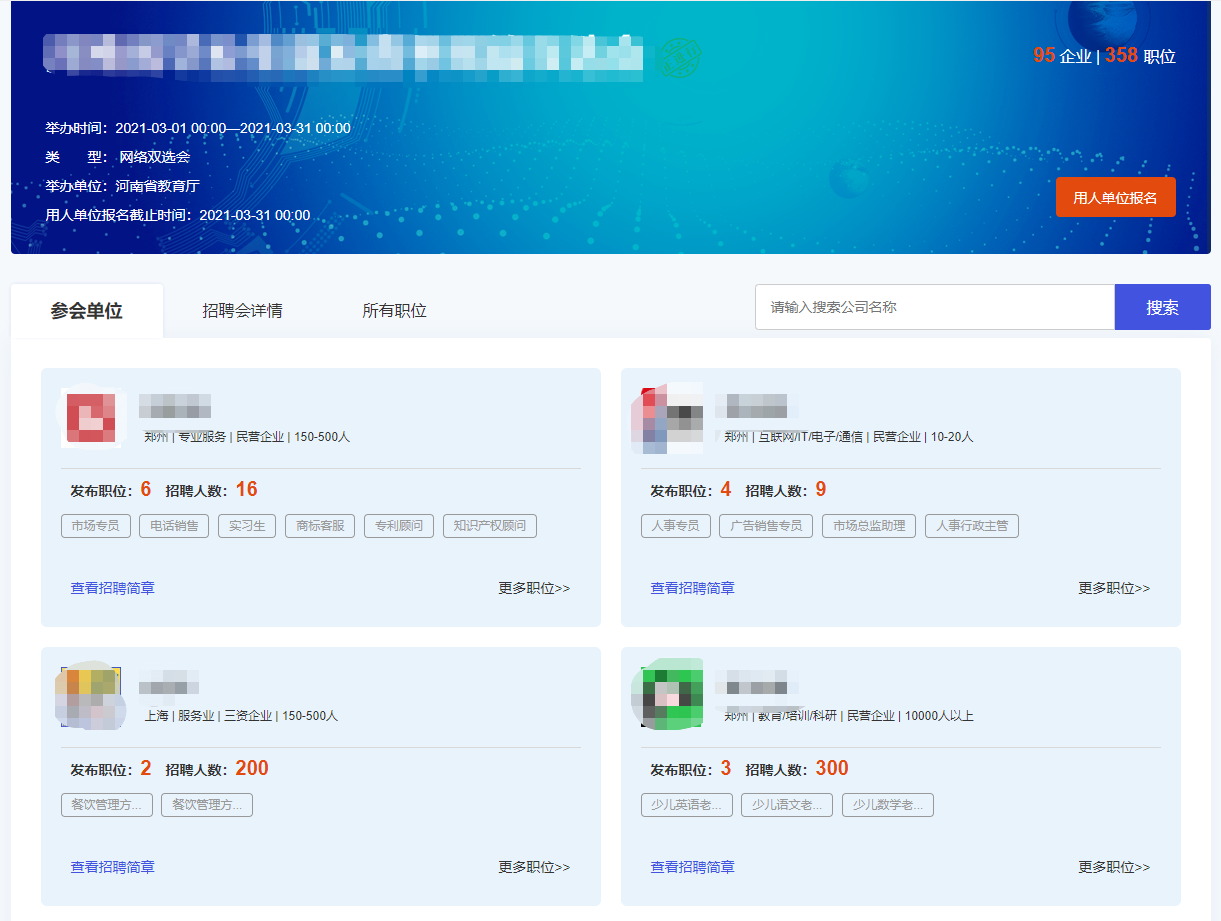 95 企业 | 358 职位
举办时间：2021-03-01 00:00—2021-03-31 00:00
类 型：网络双选会
举办单位：河南省教育厅
用人单位报名
用人单位报名截止时间：2021-03-31 00:00
参会单位 招聘会详情 所有职位 请输入搜索公司名称 搜索
郑州 | 专业服务 | 民营企业 | 150-500人
发布职位：6 招聘人数：16
市场专员 电话销售 实习生 商标客服 专利顾问 知识产权顾问
查看招聘简章 更多职位>>
郑州 | 互联网/IT/电子/通信 | 民营企业 | 10-20人
发布职位：4 招聘人数：9
人事专员 广告销售专员 市场总监助理 人事行政主管
查看招聘简章 更多职位>>
上海 | 服务业 | 三资企业 | 150-500人
发布职位：2 招聘人数：200
餐饮管理方... 餐饮管理方...
查看招聘简章 更多职位>>
郑州 | 教育/培训/科研 | 民营企业 | 10000人以上
发布职位：3 招聘人数：300
少儿英语老... 少儿语文老... 少儿数学老...
查看招聘简章 更多职位>>